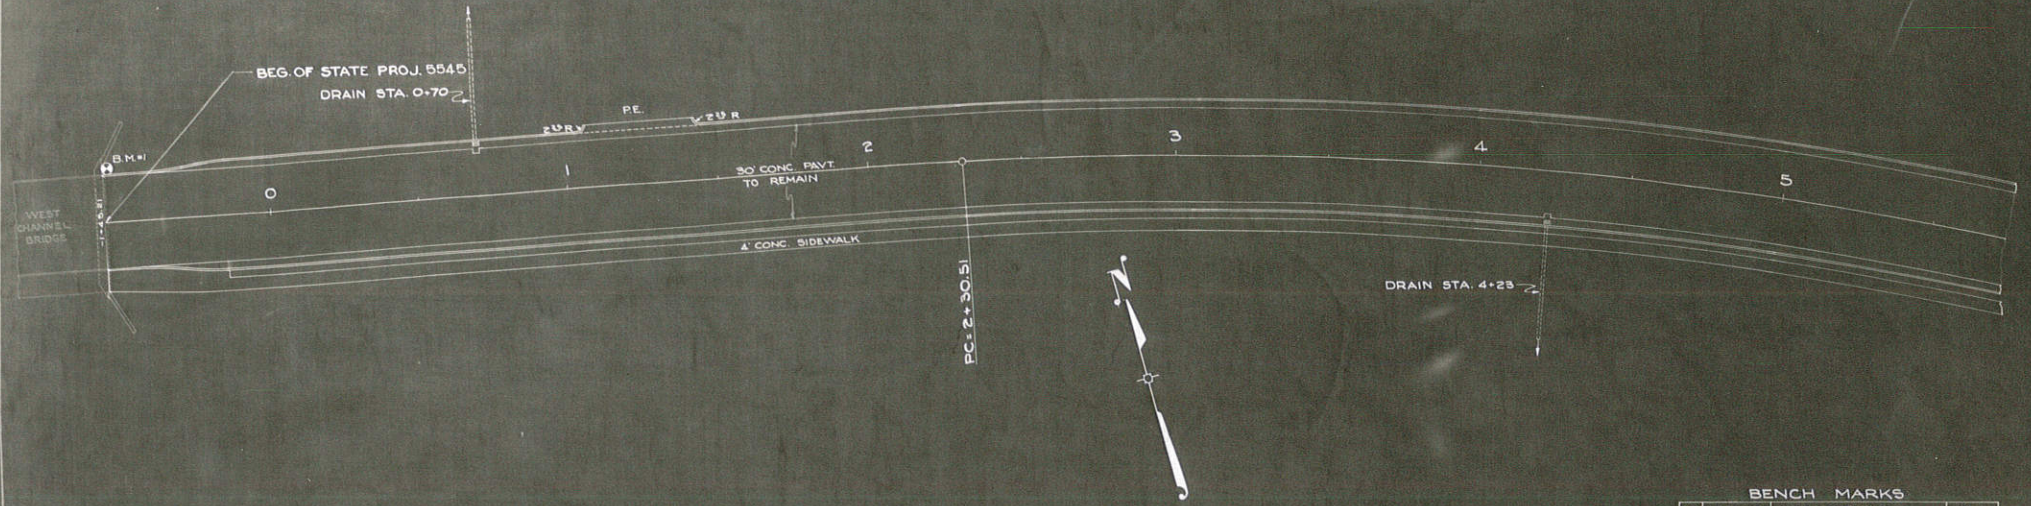 BEG. OF STATE PROJ. 5545
DRAIN STA. 0+70
P.E.
B.M. #1
0
1
2
3
4
5
30' CONC. PAVT.
TO REMAIN
WEST
CHANNEL
BRIDGE
4' CONC. SIDEWALK
PC = 2 + 30.51
N
DRAIN STA. 4+23
BENCH MARKS